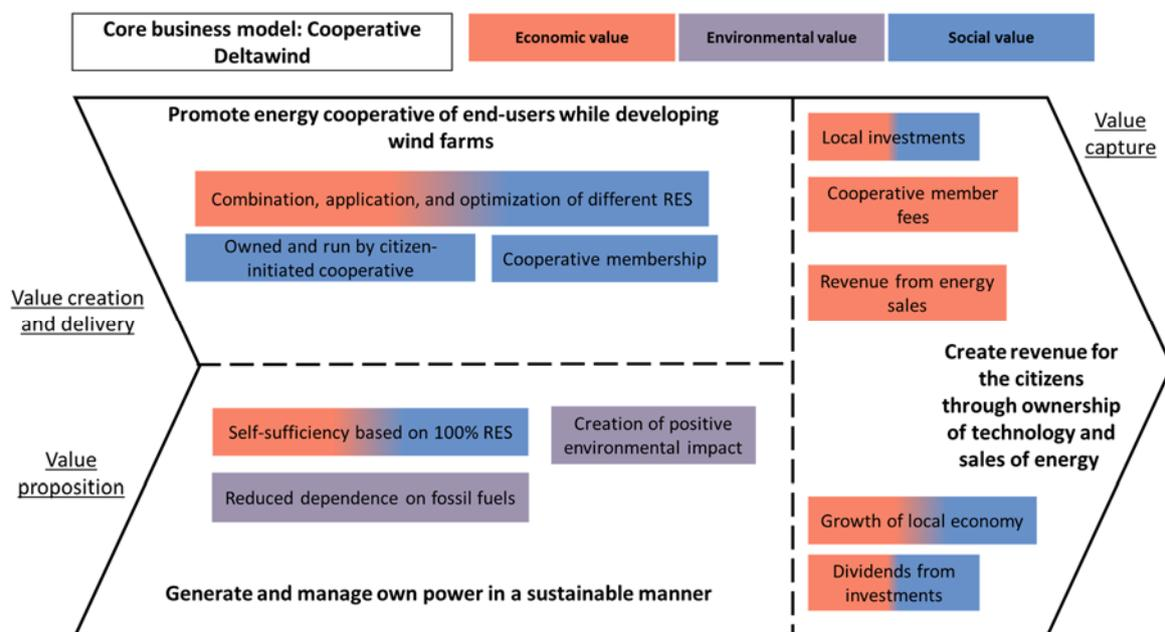 Core business model: Cooperative
Deltawind
Economic value
Environmental value
Social value
Promote energy cooperative of end-users while developing
wind farms
Combination, application, and optimization of different RES
Owned and run by citizen-
initiated cooperative
Cooperative membership
Value creation
and delivery
Self-sufficiency based on 100% RES
Creation of positive
environmental impact
Reduced dependence on fossil fuels
Value
proposition
Generate and manage own power in a sustainable manner
Local investments
Cooperative member
fees
Revenue from energy
sales
Value
capture
Create revenue for
the citizens
through ownership
of technology and
sales of energy
Growth of local economy
Dividends from
investments